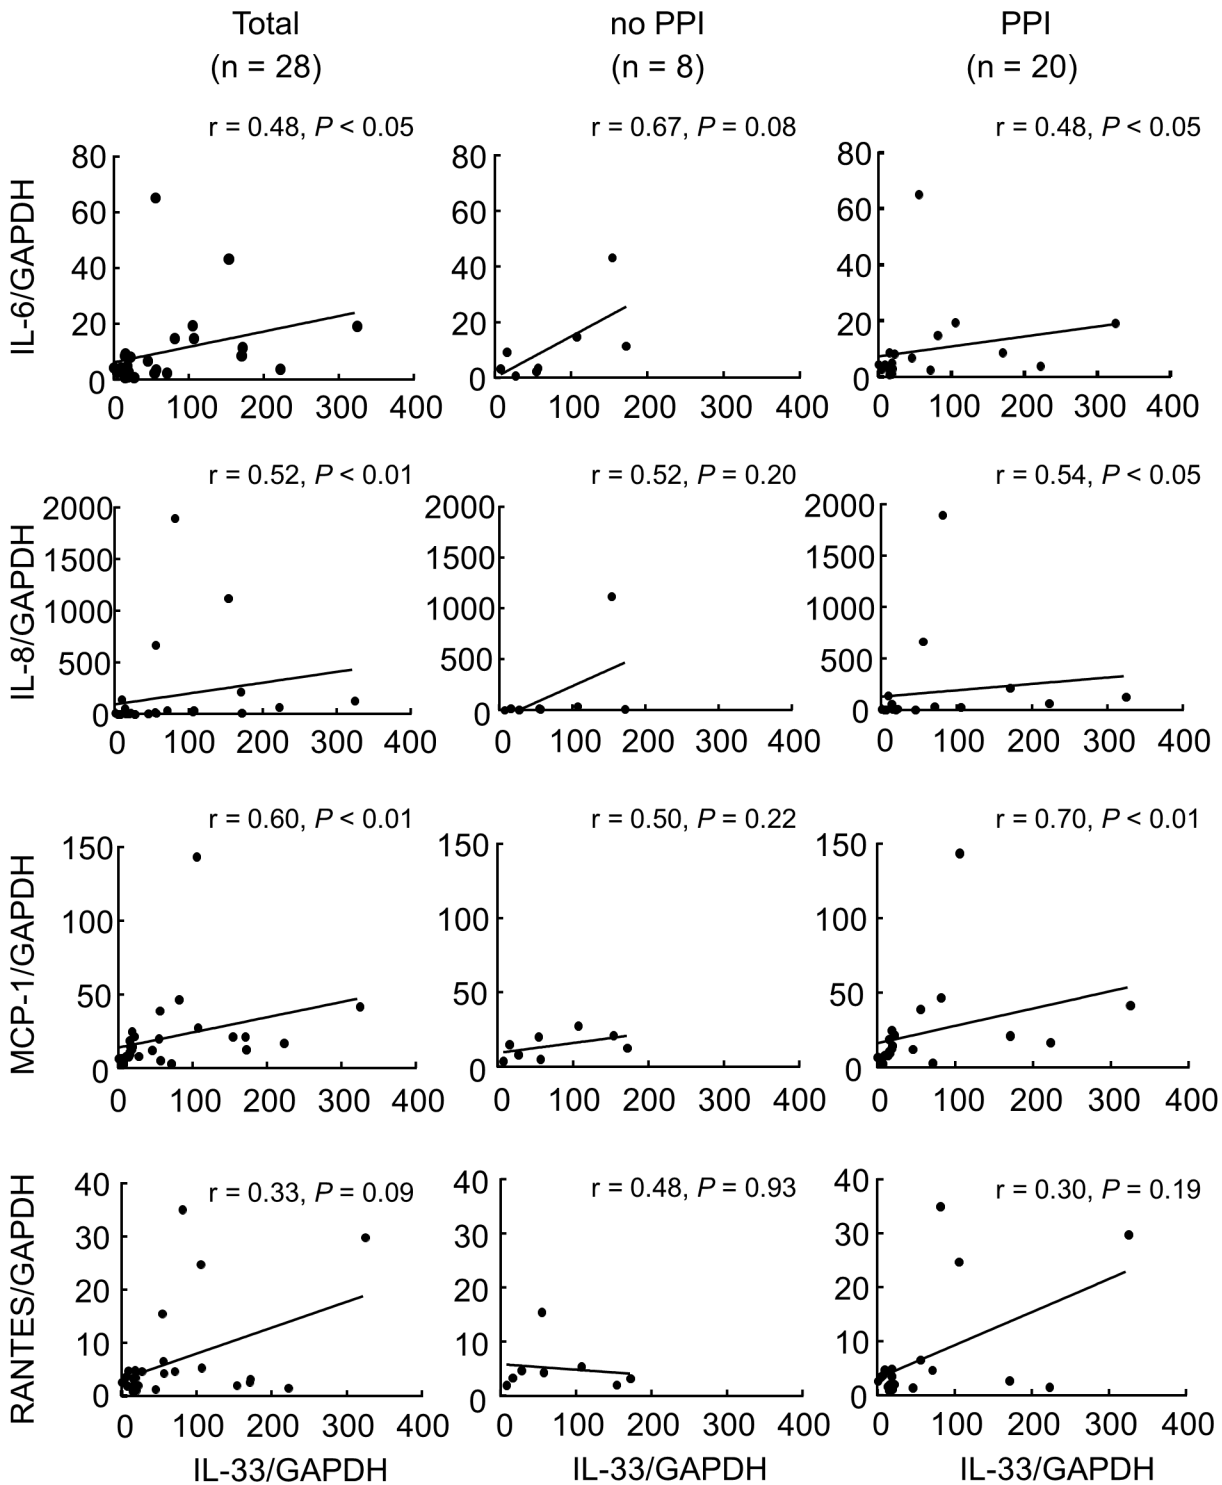 Total
no PPI
PPI
(n = 28)
(n = 8)
(n = 20)
r = 0.48, P < 0.05
r = 0.67, P = 0.08
r = 0.48, P < 0.05
IL-6/GAPDH
80
60
40
20
0
0 100 200 300 400
80
60
40
20
0
0 100 200 300 400
80
60
40
20
0
0 100 200 300 400
r = 0.52, P < 0.01
r = 0.52, P = 0.20
r = 0.54, P < 0.05
IL-8/GAPDH
2000
1500
1000
500
0
0 100 200 300 400
2000
1500
1000
500
0
0 100 200 300 400
2000
1500
1000
500
0
0 100 200 300 400
r = 0.60, P < 0.01
r = 0.50, P = 0.22
r = 0.70, P < 0.01
MCP-1/GAPDH
150
100
50
0
0 100 200 300 400
150
100
50
0
0 100 200 300 400
150
100
50
0
0 100 200 300 400
r = 0.33, P = 0.09
r = 0.48, P = 0.93
r = 0.30, P = 0.19
RANTES/GAPDH
40
30
20
10
0
0 100 200 300 400
40
30
20
10
0
0 100 200 300 400
40
30
20
10
0
0 100 200 300 400
IL-33/GAPDH
IL-33/GAPDH
IL-33/GAPDH